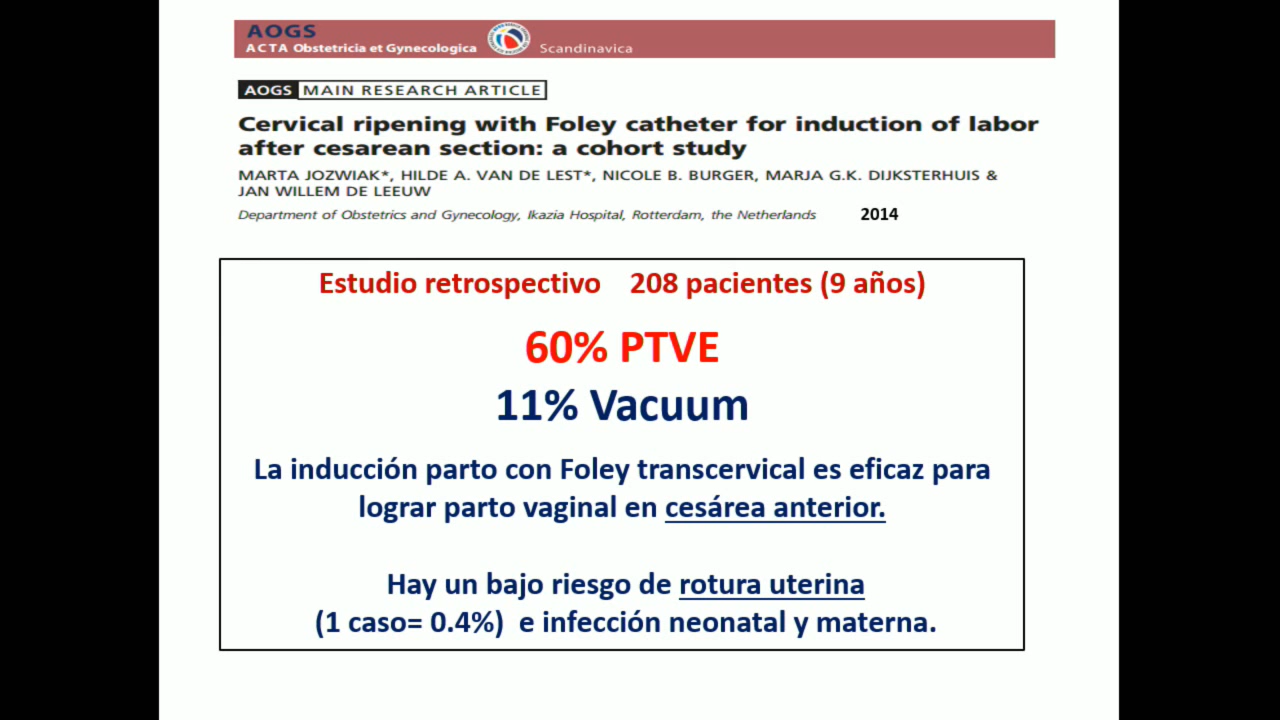 AOGS
ACTA Obstetricia et Gynecologica Scandinavica
AOGS MAIN RESEARCH ARTICLE
Cervical ripening with Foley catheter for induction of labor
after cesarean section: a cohort study
MARTA JOZWIAK*, HILDE A. VAN DE LEST*, NICOLE B. BURGER, MARJA G.K. DIJKSTERHUIS &
JAN WILLEM DE LEEUW
Department of Obstetrics and Gynecology, Ikazia Hospital, Rotterdam, the Netherlands 2014
Estudio retrospectivo 208 pacientes (9 años)
60% PTVE
11% Vacuum
La inducción parto con Foley transcervical es eficaz para
lograr parto vaginal en cesárea anterior.
Hay un bajo riesgo de rotura uterina
(1 caso= 0.4%) e infección neonatal y materna.